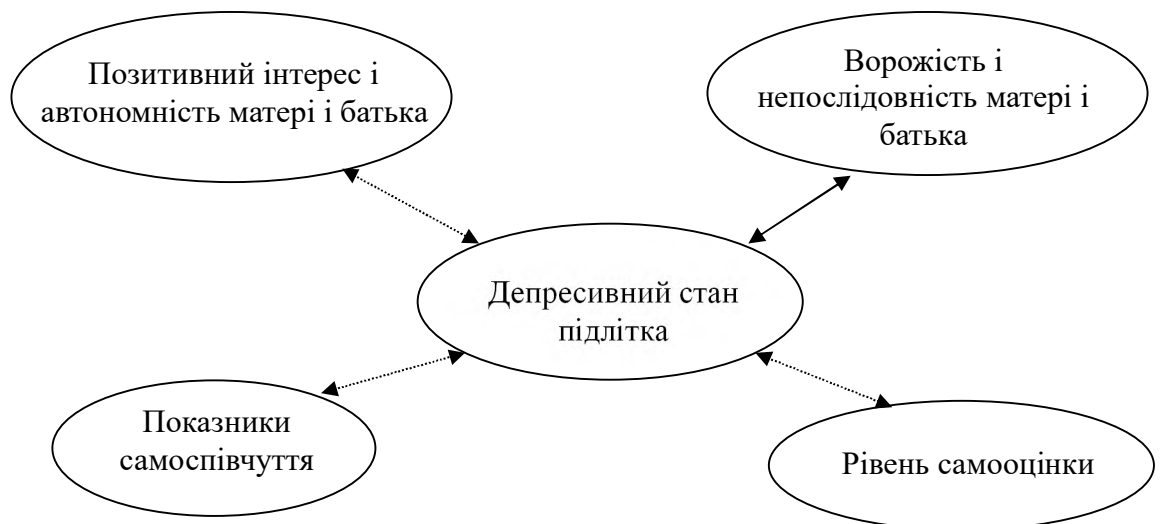 Позитивний інтерес і
автономність матері і батька
Ворожість і
непослідовність матері і
батька
Депресивний стан
підлітка
Показники
самоспівчуття
Рівень самооцінки